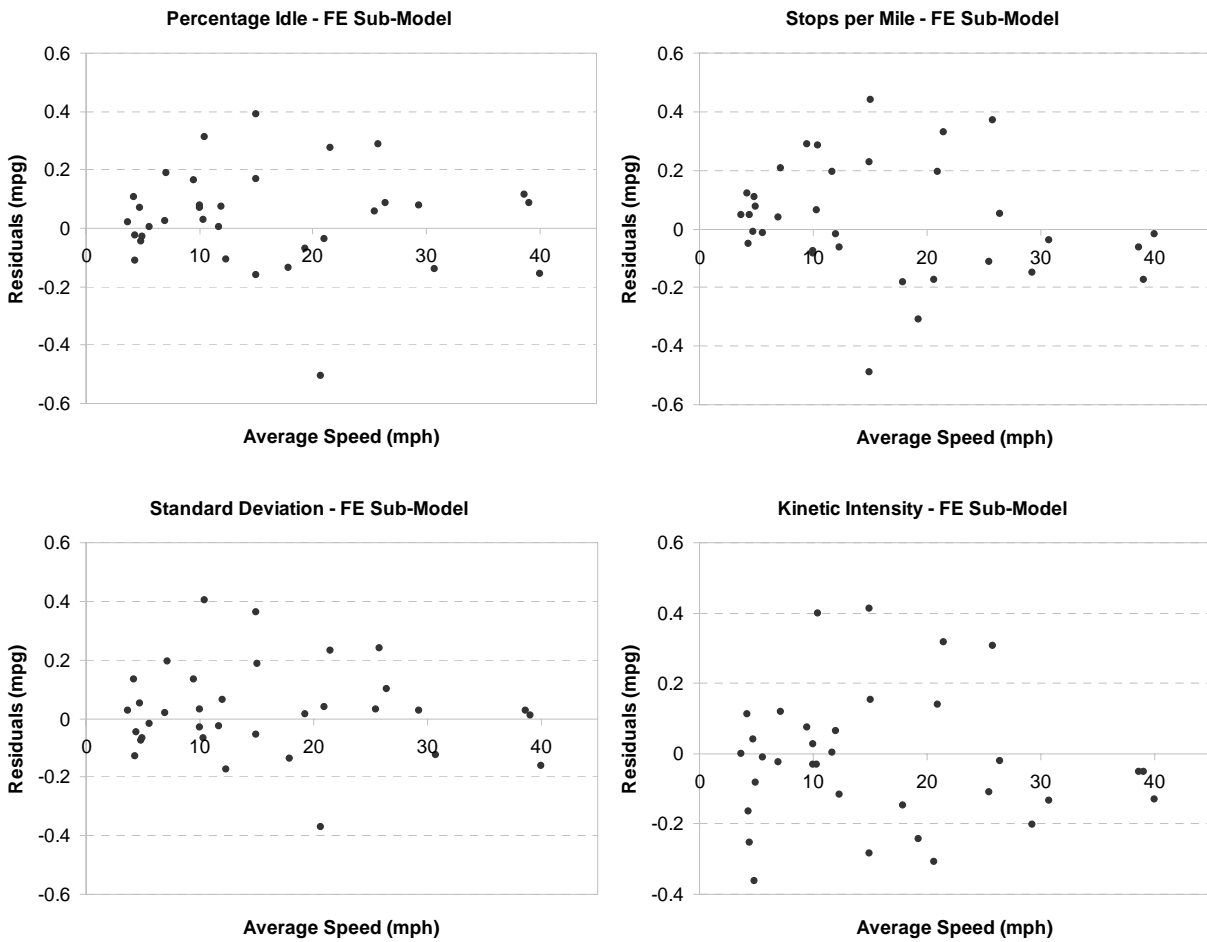 Percentage Idle - FE Sub-Model
0.6
0.4
0.2
0
-0.2
-0.4
-0.6
0 10 20 30 40
Residuals (mpg)
Average Speed (mph)
Stops per Mile - FE Sub-Model
0.6
0.4
0.2
0
-0.2
-0.4
-0.6
0 10 20 30 40
Residuals (mpg)
Average Speed (mph)
Standard Deviation - FE Sub-Model
0.6
0.4
0.2
0
-0.2
-0.4
-0.6
0 10 20 30 40
Residuals (mpg)
Average Speed (mph)
Kinetic Intensity - FE Sub-Model
0.6
0.4
0.2
0
-0.2
-0.4
0 10 20 30 40
Residuals (mpg)
Average Speed (mph)